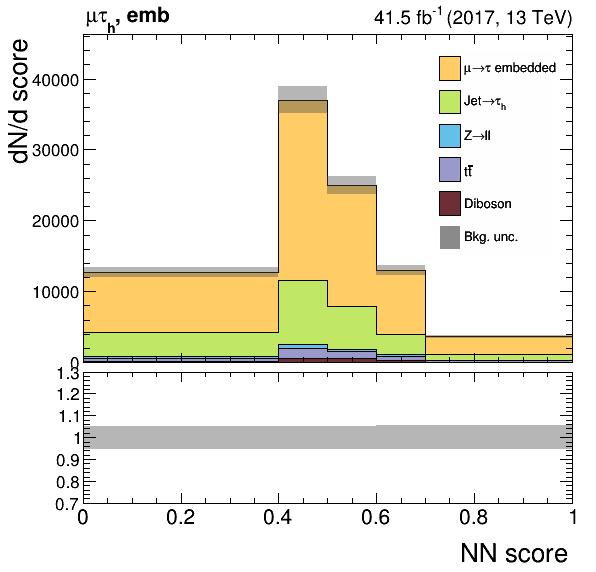 μτh, emb
41.5 fb-1 (2017, 13 TeV)
dN/d score
40000
30000
20000
10000
0
μ→τ embedded
Jet→τh
Z→ll
tt̄
Diboson
Bkg. unc.
1.3
1.2
1.1
1
0.9
0.8
0.7
0 0.2 0.4 0.6 0.8 1
NN score